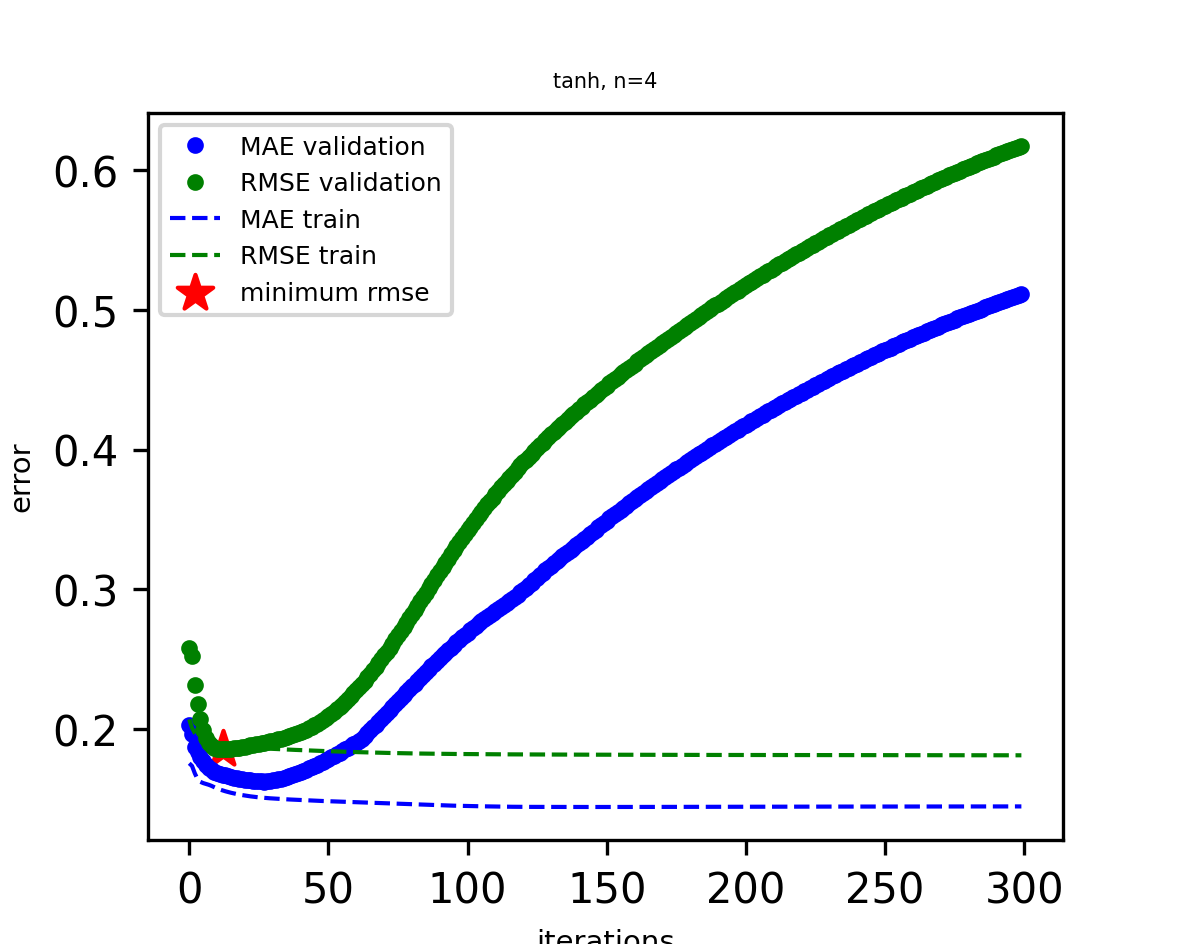 tanh, n=4
MAE validation
RMSE validation
MAE train
RMSE train
minimum rmse
error
0.6
0.5
0.4
0.3
0.2
0 50 100 150 200 250 300
iterations